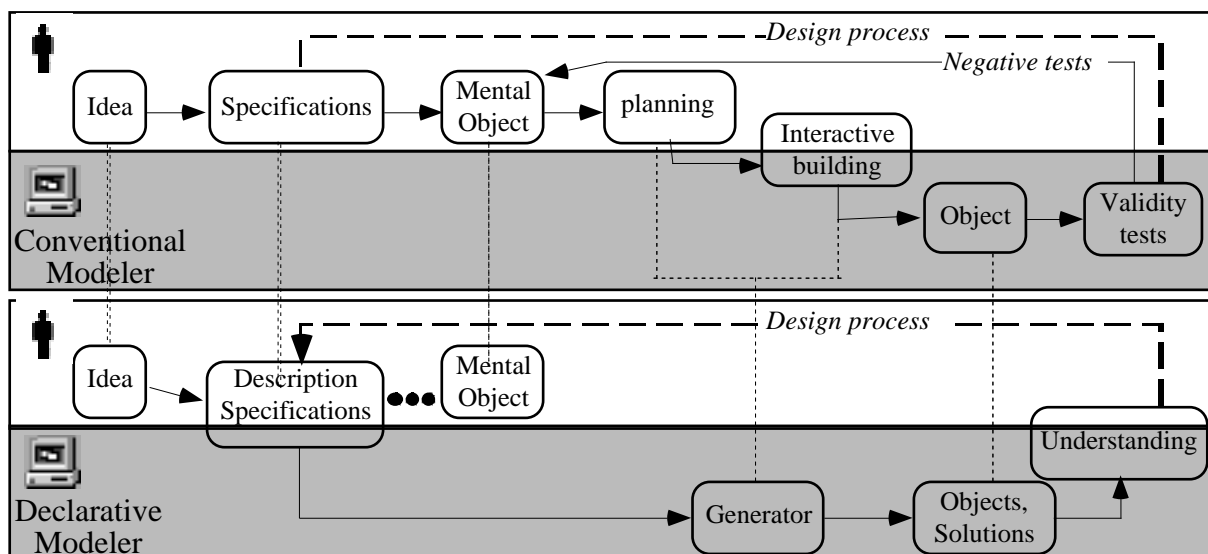 Design process
Negative tests
Idea
Specifications
Mental
Object
planning
Interactive
building
Object
Validity
tests
Conventional
Modeler
Design process
Idea
Description
Specifications
Mental
Object
Understanding
Generator
Objects,
Solutions
Declarative
Modeler